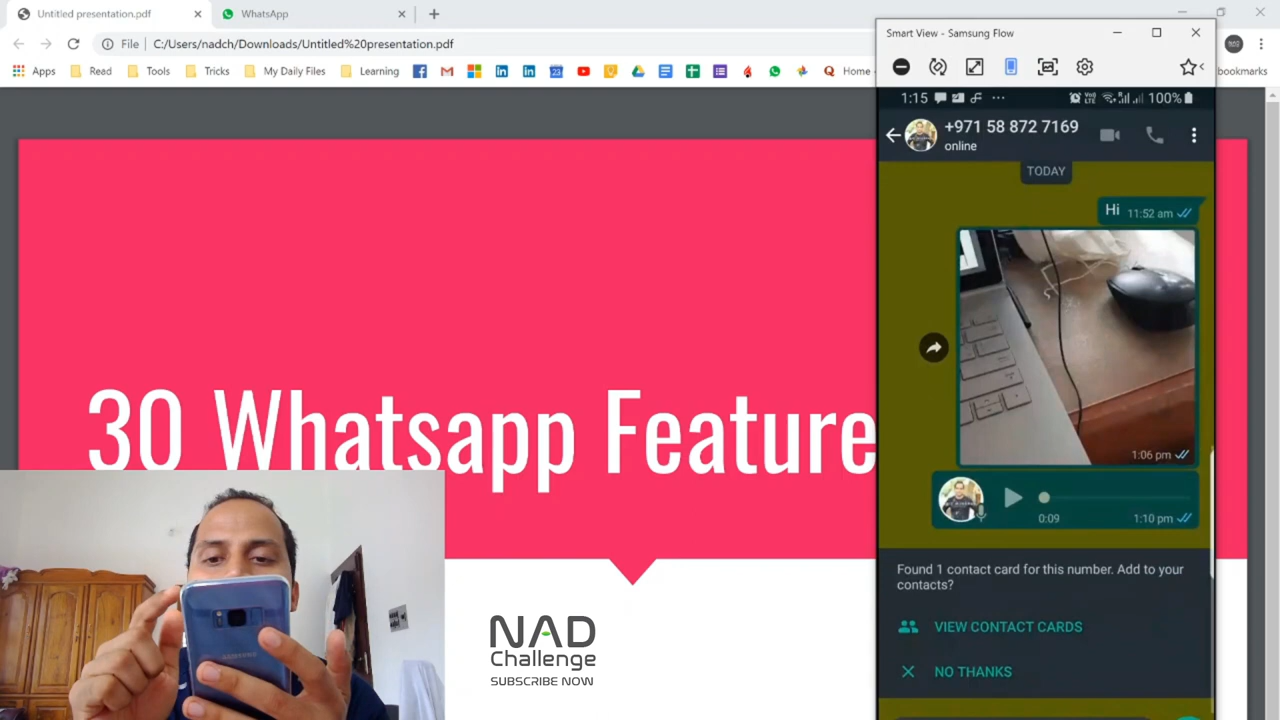 Untitled presentation.pdf
WhatsApp
File
C:/Users/nadch/Downloads/Untitled%20presentation.pdf
Apps
Read
Tools
Tricks
My Daily Files
Learning
Home
bookmarks
30 Whatsapp Feature
NAD
Challenge
SUBSCRIBE NOW
SAMSUNG
Smart View - Samsung Flow
1:15
100%
+971 58 872 7169
online
TODAY
Hi
11:52 am
1:06 pm
0:09
1:10 pm
Found 1 contact card for this number. Add to your
contacts?
VIEW CONTACT CARDS
NO THANKS